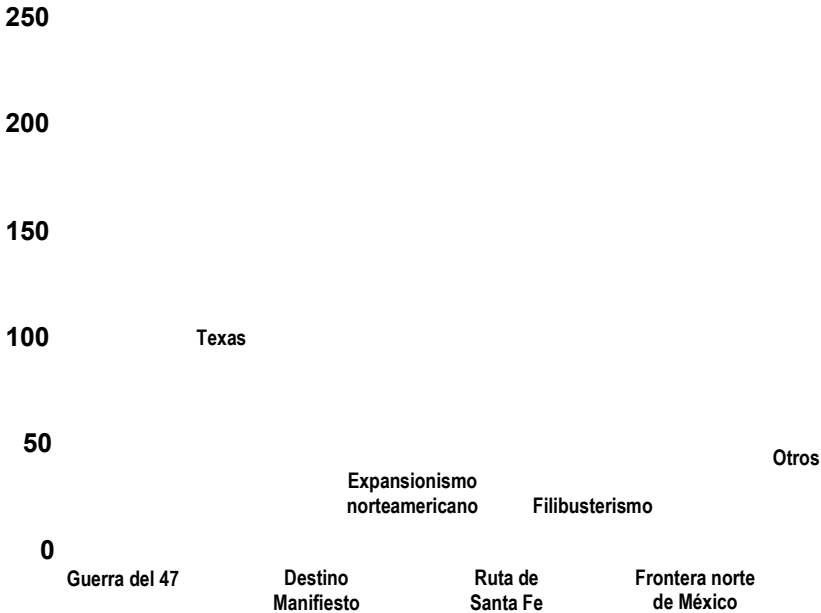 250
200
150
100
Texas
50
Otros
Expansionismo
norteamericano
Filibusterismo
0
Guerra del 47
Destino
Manifiesto
Ruta de
Santa Fe
Frontera norte
de México